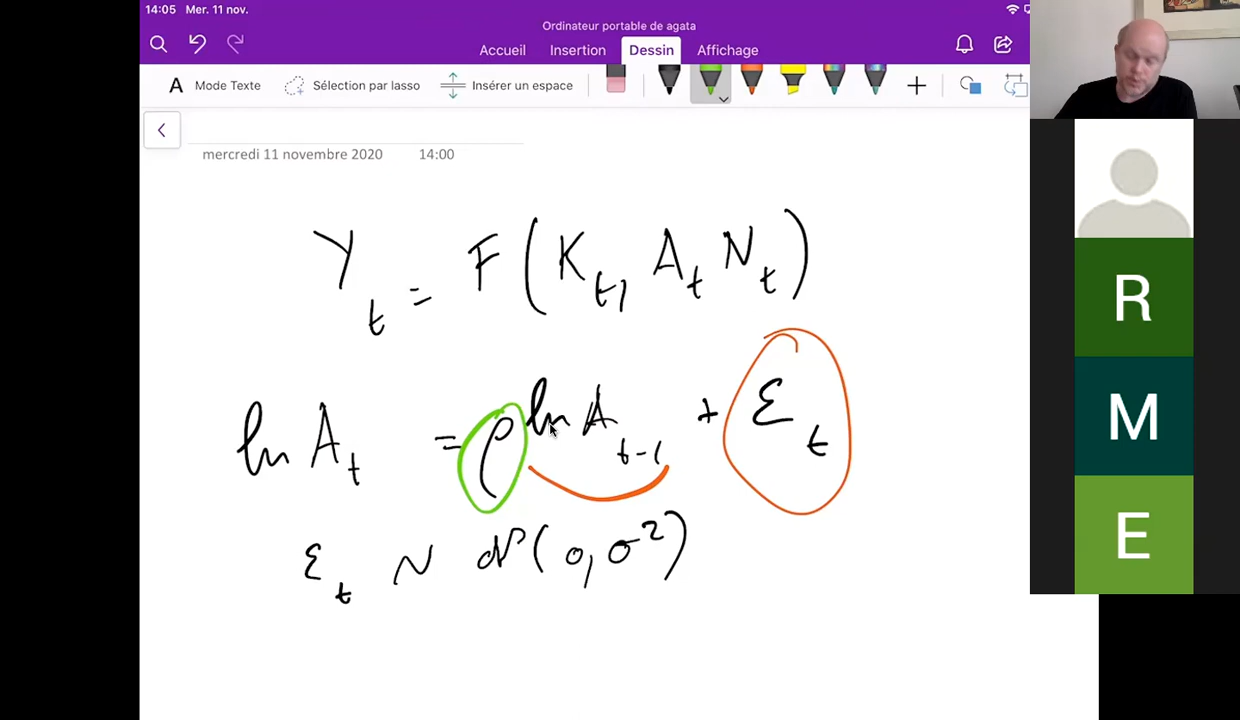 14:05 Mer. 11 nov.
Ordinateur portable de agata
Accueil Insertion Dessin Affichage
A Mode Texte Sélection par lasso Insérer un espace
mercredi 11 novembre 2020 14:00
Y_t = F(K_t, A_t N_t)
ln A_t = ρ ln A_{t-1} + ε_t
ε_t ~ N(0, σ²)
R
M
E